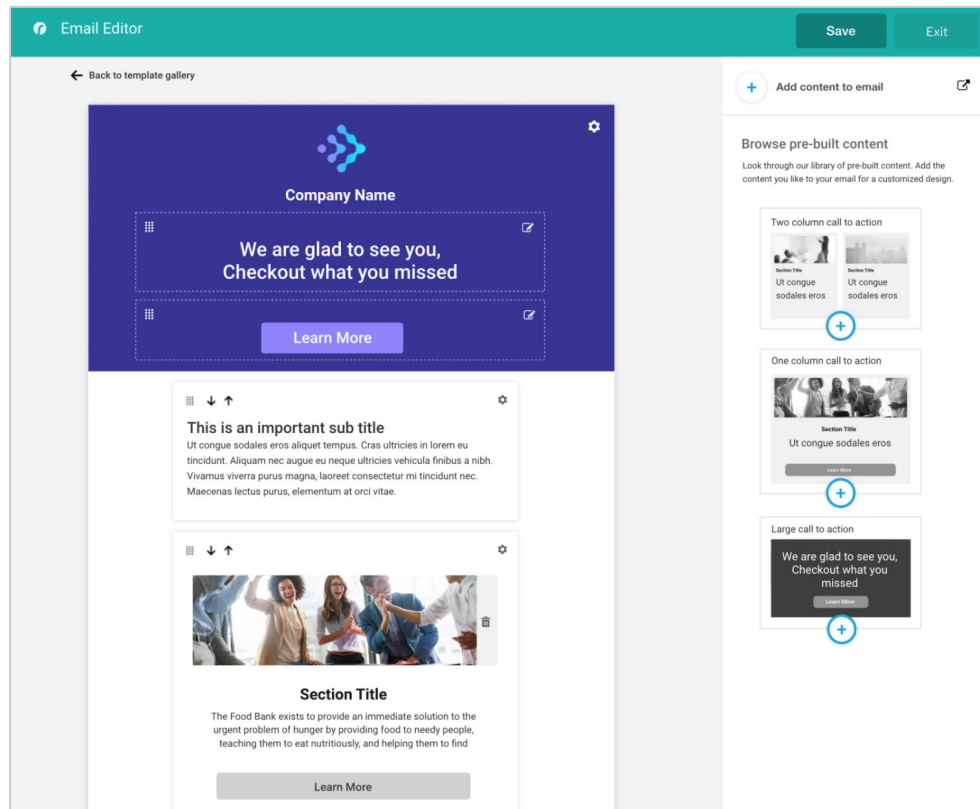 Email Editor
Save
Exit
Back to template gallery
Company Name
We are glad to see you,
Checkout what you missed
Learn More
This is an important sub title
Ut congue sodales eros aliquet tempus. Cras ultricies in lorem eu
tincidunt. Aliquam nec augue eu neque ultricies vehicula finibus a nibh.
Vivamus viverra purus magna, laoreet consectetur mi tincidunt nec.
Maecenas lectus purus, elementum at orci vitae.
Section Title
The Food Bank exists to provide an immediate solution to the
urgent problem of hunger by providing food to needy people,
teaching them to eat nutritiously, and helping them to find
Learn More
Add content to email
Browse pre-built content
Look through our library of pre-built content. Add the
content you like to your email for a customized design.
Two column call to action
Section Title
Ut congue
sodales eros
Section Title
Ut congue
sodales eros
One column call to action
Section Title
Ut congue sodales eros
Learn More
Large call to action
We are glad to see you,
Checkout what you
missed
Learn More